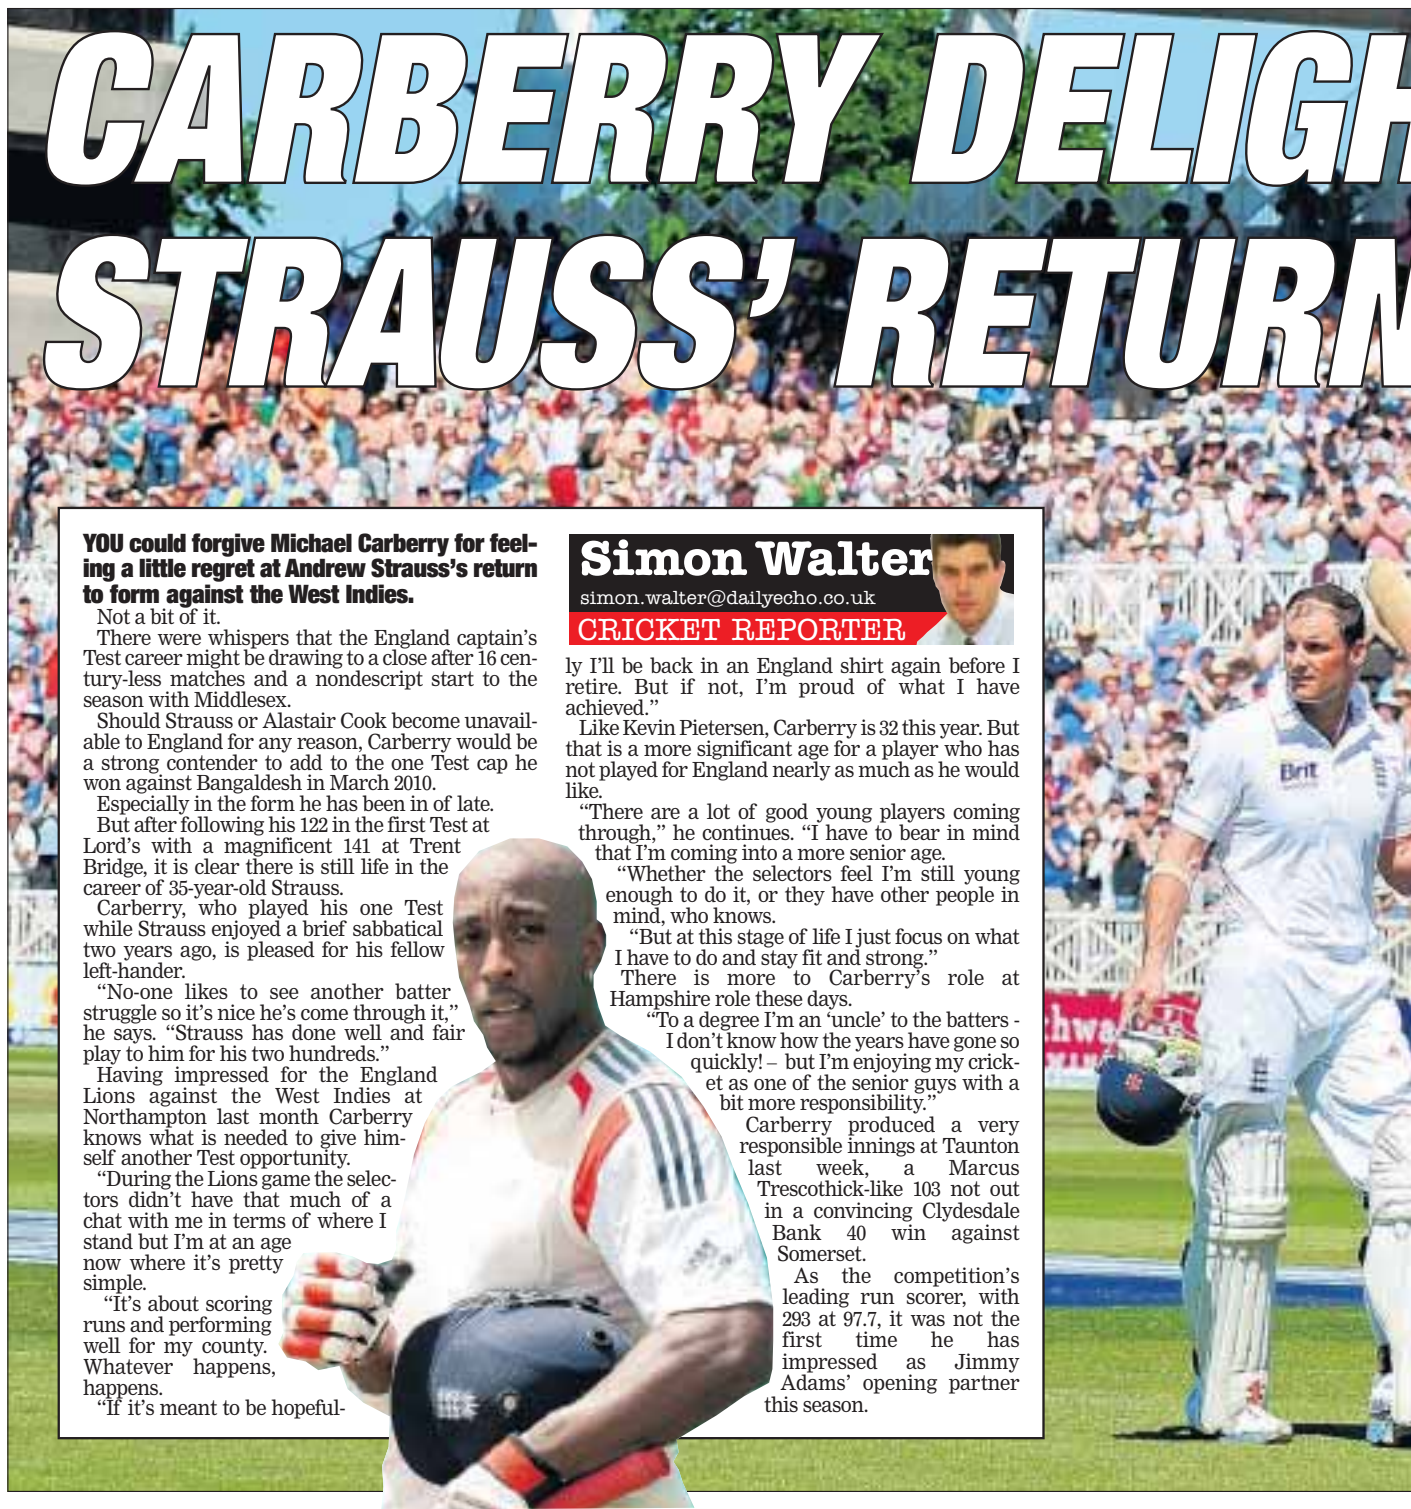 CARBERRY DELIGH
STRAUSS' RETURN
YOU could forgive Michael Carberry for feel-
ing a little regret at Andrew Strauss's return
to form against the West Indies.
Not a bit of it.
There were whispers that the England captain's
Test career might be drawing to a close after 16 cen-
tury-less matches and a nondescript start to the
season with Middlesex.
Should Strauss or Alastair Cook become unavail-
able to England for any reason, Carberry would be
a strong contender to add to the one Test cap he
won against Bangaldesh in March 2010.
Especially in the form he has been in of late.
But after following his 122 in the first Test at
Lord's with a magnificent 141 at Trent
Bridge, it is clear there is still life in the
career of 35-year-old Strauss.
Carberry, who played his one Test
while Strauss enjoyed a brief sabbatical
two years ago, is pleased for his fellow
left-hander.
“No-one likes to see another batter
struggle so it's nice he's come through it,”
he says. “Strauss has done well and fair
play to him for his two hundreds.”
Having impressed for the England
Lions against the West Indies at
Northampton last month Carberry
knows what is needed to give him-
self another Test opportunity.
“During the Lions game the selec-
tors didn't have that much of a
chat with me in terms of where I
stand but I'm at an age
now where it's pretty
simple.
“It's about scoring
runs and performing
well for my county.
Whatever happens,
happens.
“If it's meant to be hopeful-
Simon Walter
simon.walter@dailyecho.co.uk
CRICKET REPORTER
ly I'll be back in an England shirt again before I
retire. But if not, I'm proud of what I have
achieved.”
Like Kevin Pietersen, Carberry is 32 this year. But
that is a more significant age for a player who has
not played for England nearly as much as he would
like.
“There are a lot of good young players coming
through,” he continues. “I have to bear in mind
that I'm coming into a more senior age.
“Whether the selectors feel I'm still young
enough to do it, or they have other people in
mind, who knows.
“But at this stage of life I just focus on what
I have to do and stay fit and strong.”
There is more to Carberry's role at
Hampshire role these days.
“To a degree I'm an ‘uncle’ to the batters -
I don't know how the years have gone so
quickly! – but I'm enjoying my crick-
et as one of the senior guys with a
bit more responsibility.”
Carberry produced a very
responsible innings at Taunton
last week, a Marcus
Trescothick-like 103 not out
in a convincing Clydesdale
Bank 40 win against
Somerset.
As the competition's
leading run scorer, with
293 at 97.7, it was not the
first time he has
impressed as Jimmy
Adams' opening partner
this season.
Brit